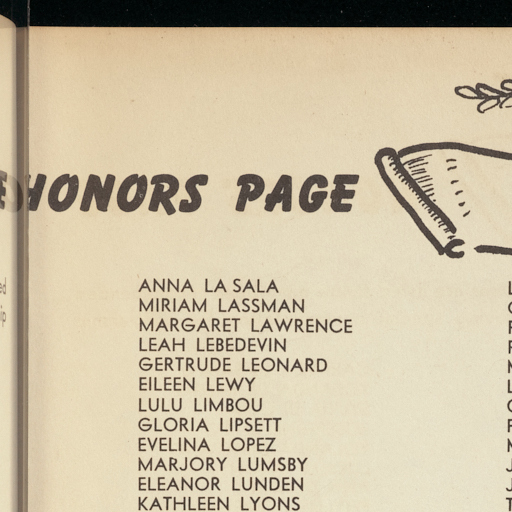 HONORS PAGE
ANNA LA SALA
MIRIAM LASSMAN
MARGARET LAWRENCE
LEAH LEBEDEVIN
GERTRUDE LEONARD
EILEEN LEWY
LULU LIMBOU
GLORIA LIPSETT
EVELINA LOPEZ
MARJORY LUMSBY
ELEANOR LUNDEN
KATHLEEN LYONS